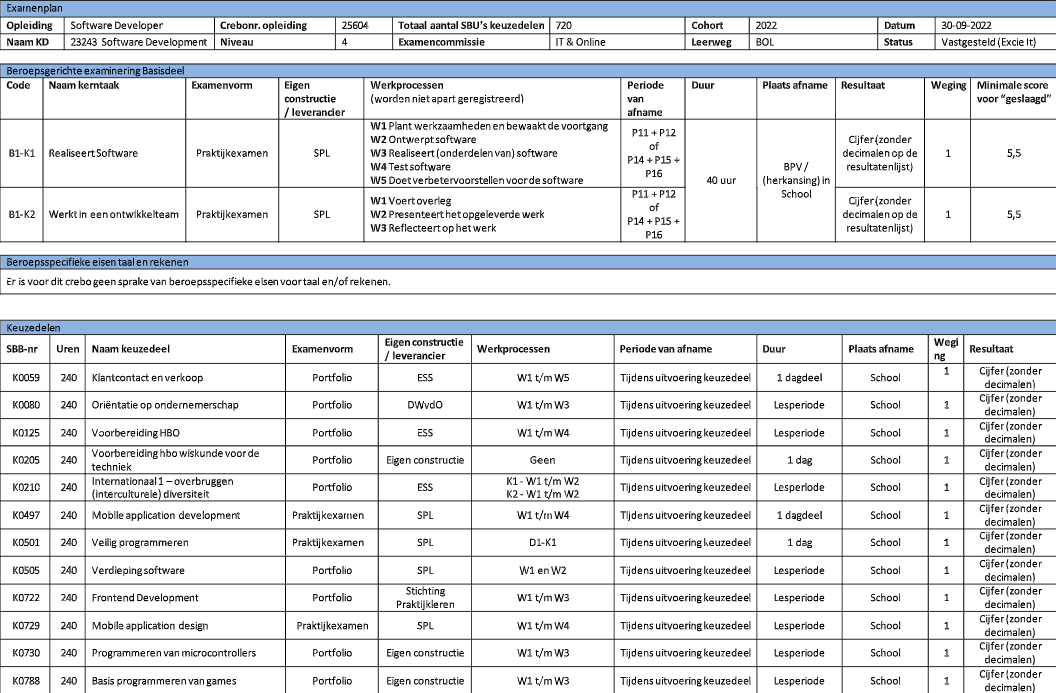 Examenplan
Opleiding Software Developer Crebonr. opleiding 25604 Totaal aantal SBU's keuzedelen 720 Cohort 2022 Datum 30-09-2022
Naam KD 23243 Software Development Niveau 4 Examencommissie IT & Online Leerweg BOL Status Vastgesteld (Excie It)
Beroepsgerichte examinering Basisdeel
Code Naam kerntaak Examenvorm Eigen constructie / leverancier Werkprocessen (worden niet apart geregistreerd) Periode van afname Duur Plaats afname Resultaat Weging Minimale score voor "geslaagd"
B1-K1 Realiseert Software Praktijkexamen SPL
W1 Plant werkzaamheden en bewaakt de voortgang
W2 Ontwerpt software
W3 Realiseert (onderdelen van) software
W4 Test software
W5 Doet verbetervoorstellen voor de software
P11 + P12
of
P14 + P15 +
P16
40 uur
BPV /
(herkansing) in
School
Cijfer (zonder
decimalen op de
resultatenlijst)
1 5,5
B1-K2 Werkt in een ontwikkelteam Praktijkexamen SPL
W1 Voert overleg
W2 Presenteert het opgeleverde werk
W3 Reflecteert op het werk
P11 + P12
of
P14 + P15 +
P16
Cijfer (zonder
decimalen op de
resultatenlijst)
1 5,5
Beroepsspecifieke eisen taal en rekenen
Er is voor dit crebo geen sprake van beroepsspecifieke eisen voor taal en/of rekenen.
Keuzedelen
SBB-nr Uren Naam keuzedeel Examenvorm Eigen constructie / leverancier Werkprocessen Periode van afname Duur Plaats afname Wegi ng Resultaat
K0059 240 Klantcontact en verkoop Portfolio ESS W1 t/m W5 Tijdens uitvoering keuzedeel 1 dagdeel School 1 Cijfer (zonder decimalen)
K0080 240 Oriëntatie op ondernemerschap Portfolio DWvdO W1 t/m W3 Tijdens uitvoering keuzedeel Lesperiode School 1 Cijfer (zonder decimalen)
K0125 240 Voorbereiding HBO Portfolio ESS W1 t/m W4 Tijdens uitvoering keuzedeel Lesperiode School 1 Cijfer (zonder decimalen)
K0205 240 Voorbereiding hbo wiskunde voor de techniek Portfolio Eigen constructie Geen Tijdens uitvoering keuzedeel 1 dag School 1 Cijfer (zonder decimalen)
K0210 240 Internationaal 1 – overbruggen (interculturele) diversiteit Portfolio ESS K1 - W1 t/m W2 K2 - W1 t/m W2 Tijdens uitvoering keuzedeel Lesperiode School 1 Cijfer (zonder decimalen)
K0497 240 Mobile application development Praktijkexamen SPL W1 t/m W4 Tijdens uitvoering keuzedeel 1 dagdeel School 1 Cijfer (zonder decimalen)
K0501 240 Veilig programmeren Praktijkexamen SPL D1-K1 Tijdens uitvoering keuzedeel 1 dag School 1 Cijfer (zonder decimalen)
K0505 240 Verdieping software Portfolio SPL W1 en W2 Tijdens uitvoering keuzedeel Lesperiode School 1 Cijfer (zonder decimalen)
K0722 240 Frontend Development Portfolio Stichting Praktijkleren W1 t/m W3 Tijdens uitvoering keuzedeel Lesperiode School 1 Cijfer (zonder decimalen)
K0729 240 Mobile application design Praktijkexamen SPL W1 t/m W4 Tijdens uitvoering keuzedeel Lesperiode School 1 Cijfer (zonder decimalen)
K0730 240 Programmeren van microcontrollers Portfolio Eigen constructie W1 t/m W3 Tijdens uitvoering keuzedeel Lesperiode School 1 Cijfer (zonder decimalen)
K0788 240 Basis programmeren van games Portfolio Eigen constructie W1 t/m W3 Tijdens uitvoering keuzedeel Lesperiode School 1 Cijfer (zonder decimalen)